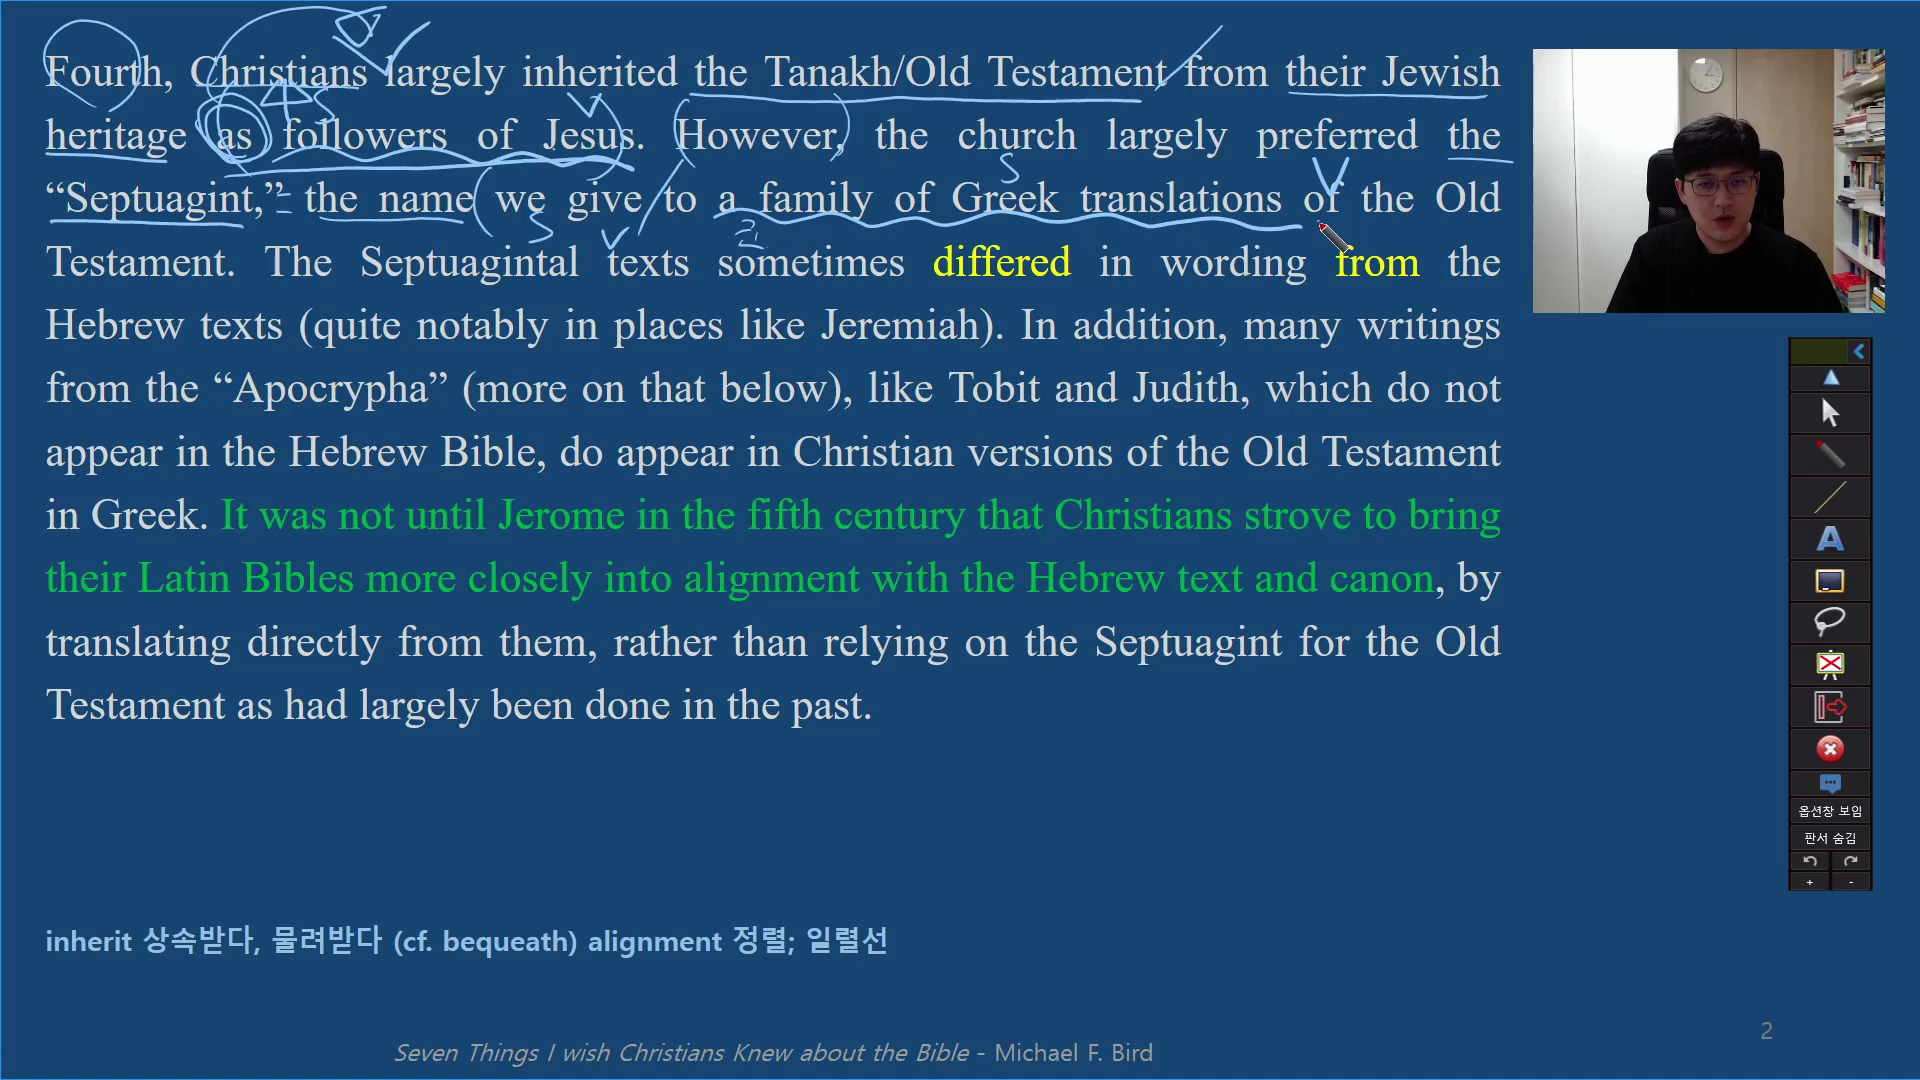 Fourth, Christians largely inherited the Tanakh/Old Testament from their Jewish
heritage as followers of Jesus. However, the church largely preferred the
“Septuagint,” the name we give to a family of Greek translations of the Old
Testament. The Septuagintal texts sometimes differed in wording from the
Hebrew texts (quite notably in places like Jeremiah). In addition, many writings
from the “Apocrypha” (more on that below), like Tobit and Judith, which do not
appear in the Hebrew Bible, do appear in Christian versions of the Old Testament
in Greek. It was not until Jerome in the fifth century that Christians strove to bring
their Latin Bibles more closely into alignment with the Hebrew text and canon, by
translating directly from them, rather than relying on the Septuagint for the Old
Testament as had largely been done in the past.
inherit 상속받다, 물려받다 (cf. bequeath) alignment 정렬; 일렬선
Seven Things I wish Christians Knew about the Bible - Michael F. Bird
2
A
옵션창 보임
판서 숨김
+ -